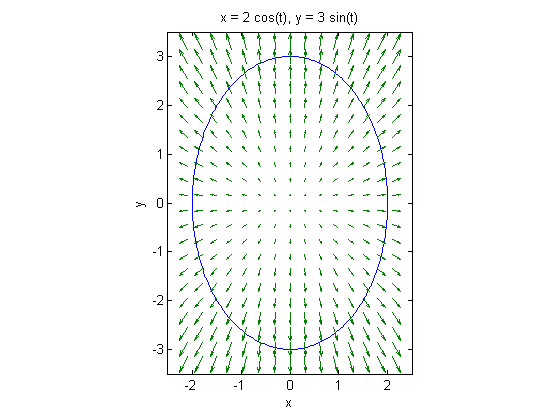 x = 2 cos(t), y = 3 sin(t)
3
2
1
0
-1
-2
-3
y
-2 -1 0 1 2
x